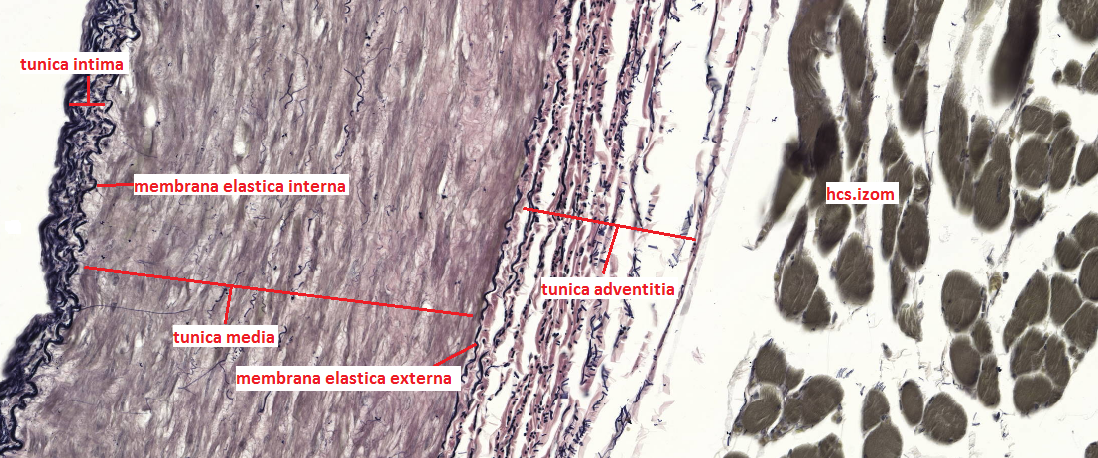 tunica intima
membrana elastica interna
hcs.izom
tunica adventitia
tunica media
membrana elastica externa